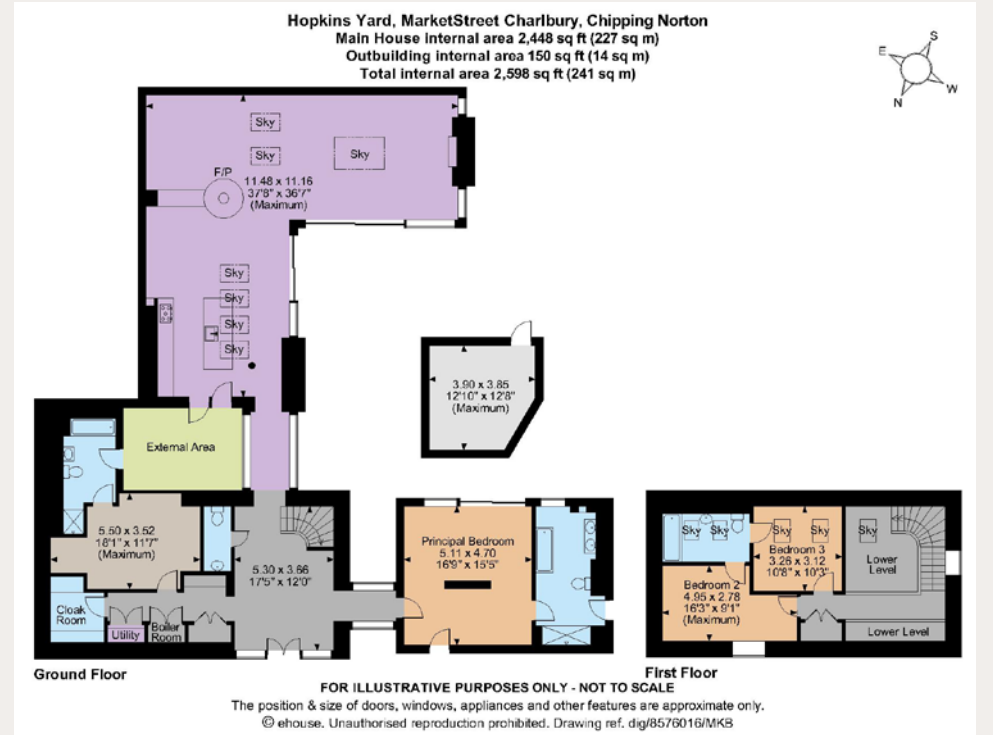 Hopkins Yard, MarketStreet Charlbury, Chipping Norton
Main House internal area 2,448 sq ft (227 sq m)
Outbuilding internal area 150 sq ft (14 sq m)
Total internal area 2,598 sq ft (241 sq m)
S
E
W
N
Sky
Sky
Sky
F/P
11.48 x 11.16
37'8" x 36'7"
(Maximum)
Sky
Sky
Sky
Sky
3.90 x 3.85
12'10" x 12'8"
(Maximum)
External Area
5.50 x 3.52
18'1" x 11'7"
(Maximum)
5.30 x 3.66
17'5" x 12'0"
Cloak
Room
Utility
Boiler
Room
Principal Bedroom
5.11 x 4.70
16'9" x 15'5"
Sky
Sky
Sky
Sky
Sky
Bedroom 3
3.26 x 3.12
10'8" x 10'3"
Lower
Level
Bedroom 2
4.95 x 2.78
16'3" x 9'1"
(Maximum)
Lower Level
Ground Floor
First Floor
FOR ILLUSTRATIVE PURPOSES ONLY - NOT TO SCALE
The position & size of doors, windows, appliances and other features are approximate only.
© ehouse. Unauthorised reproduction prohibited. Drawing ref. dig/8576016/MKB